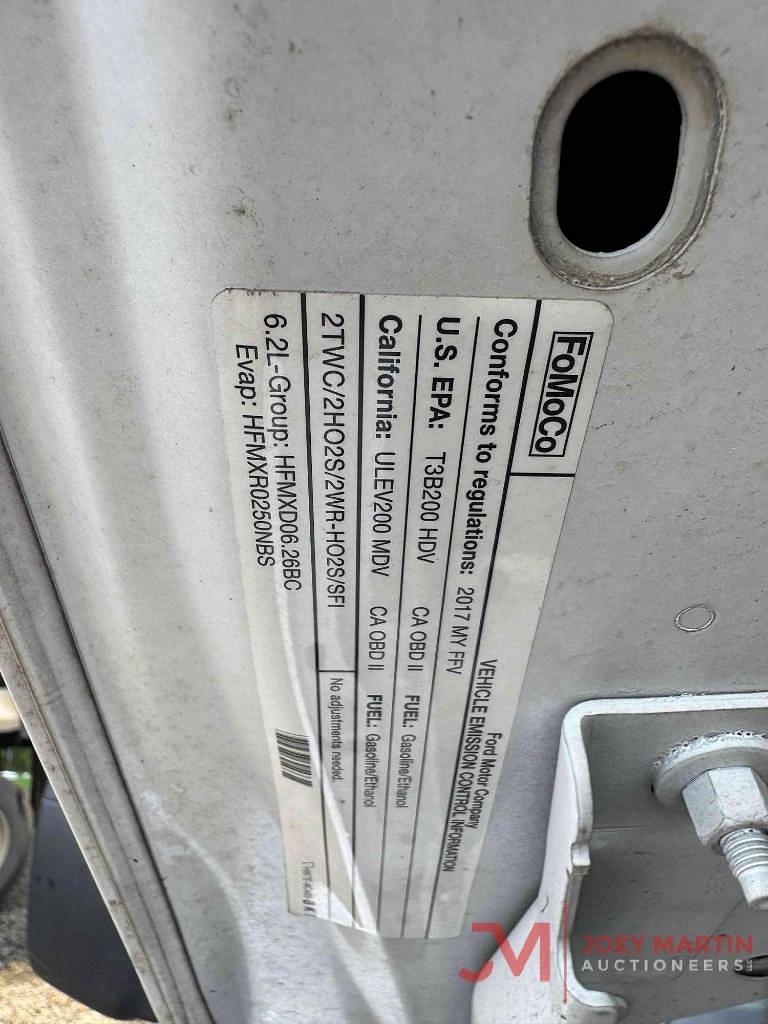 FoMoCo
Ford Motor Company
VEHICLE EMISSION CONTROL INFORMATION
Conforms to regulations: 2017 MY FFV
U.S. EPA: T3B200 HDV CA OBD II FUEL: Gasoline/Ethanol
California: ULEV200 MDV CA OBD II FUEL: Gasoline/Ethanol
2TWC/2HO2S/2WR-HO2S/SFI No adjustments needed.
6.2L-Group: HFMXD06.26BC
Evap: HFMXR0250NBS
JM JOEY MARTIN
AUCTIONEERS LLC